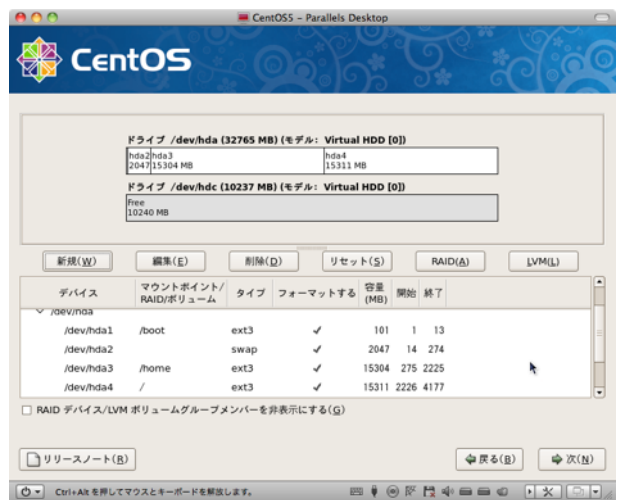 CentOS5 - Parallels Desktop
CentOS
ドライブ /dev/hda (32765 MB) (モデル: Virtual HDD [0])
hda2 hda3 hda4
2047 15304 MB 15311 MB
ドライブ /dev/hdc (10237 MB) (モデル: Virtual HDD [0])
Free
10240 MB
新規(W) 編集(E) 削除(D) リセット(S) RAID(A) LVM(L)
デバイス マウントポイント/ RAID/ボリューム タイプ フォーマットする 容量 (MB) 開始 終了
/dev/hda
/dev/hda1 /boot ext3 ✓ 101 1 13
/dev/hda2 swap ✓ 2047 14 274
/dev/hda3 /home ext3 ✓ 15304 275 2225
/dev/hda4 / ext3 ✓ 15311 2226 4177
RAID デバイス/LVM ボリュームグループメンバーを非表示にする(G)
リリースノート(R) 戻る(B) 次(N)
Ctrl+Alt を押してマウスとキーボードを解放します。